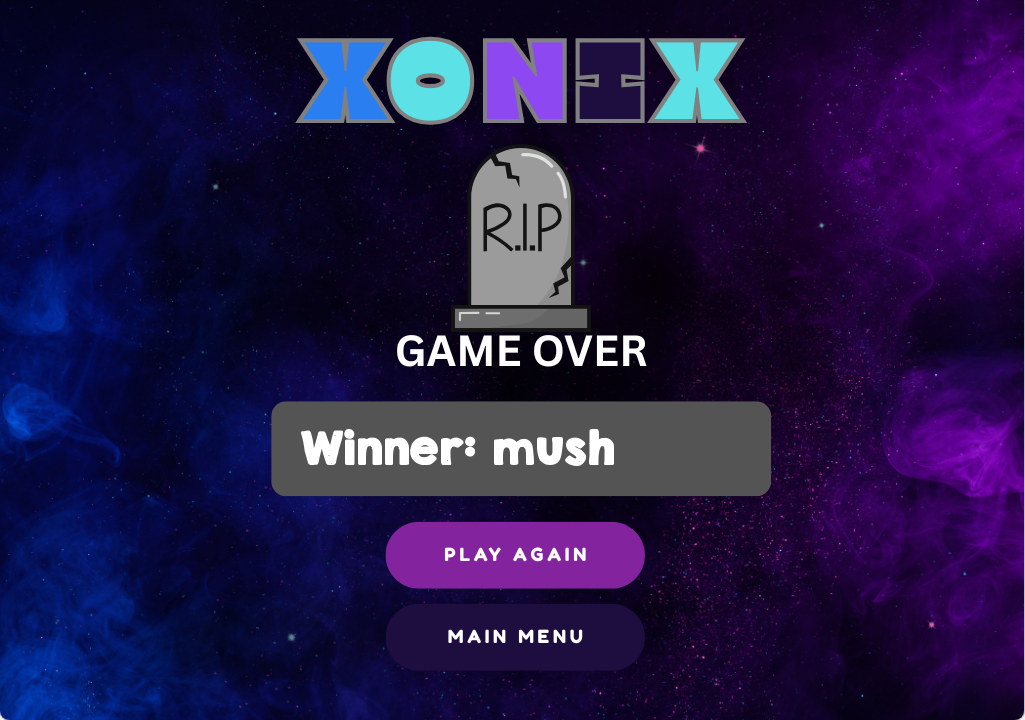 XONIX
R.I.P
GAME OVER
Winner: mush
PLAY AGAIN
MAIN MENU